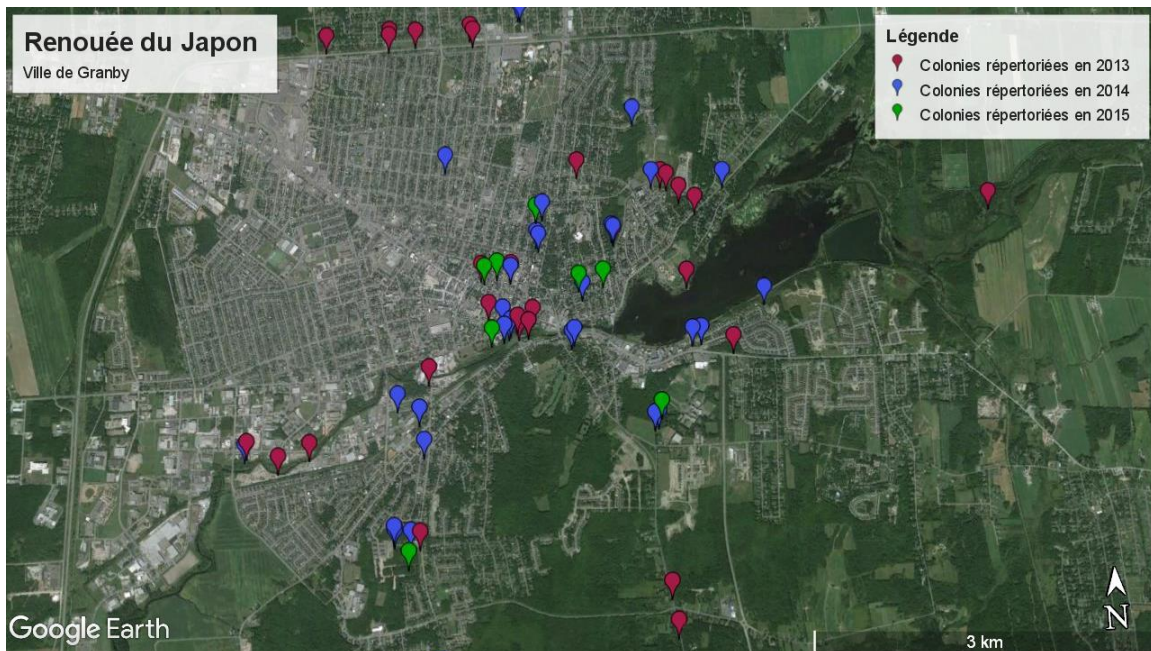 Renouée du Japon
Ville de Granby
Légende
Colonies répertoriées en 2013
Colonies répertoriées en 2014
Colonies répertoriées en 2015
N
Google Earth
3 km